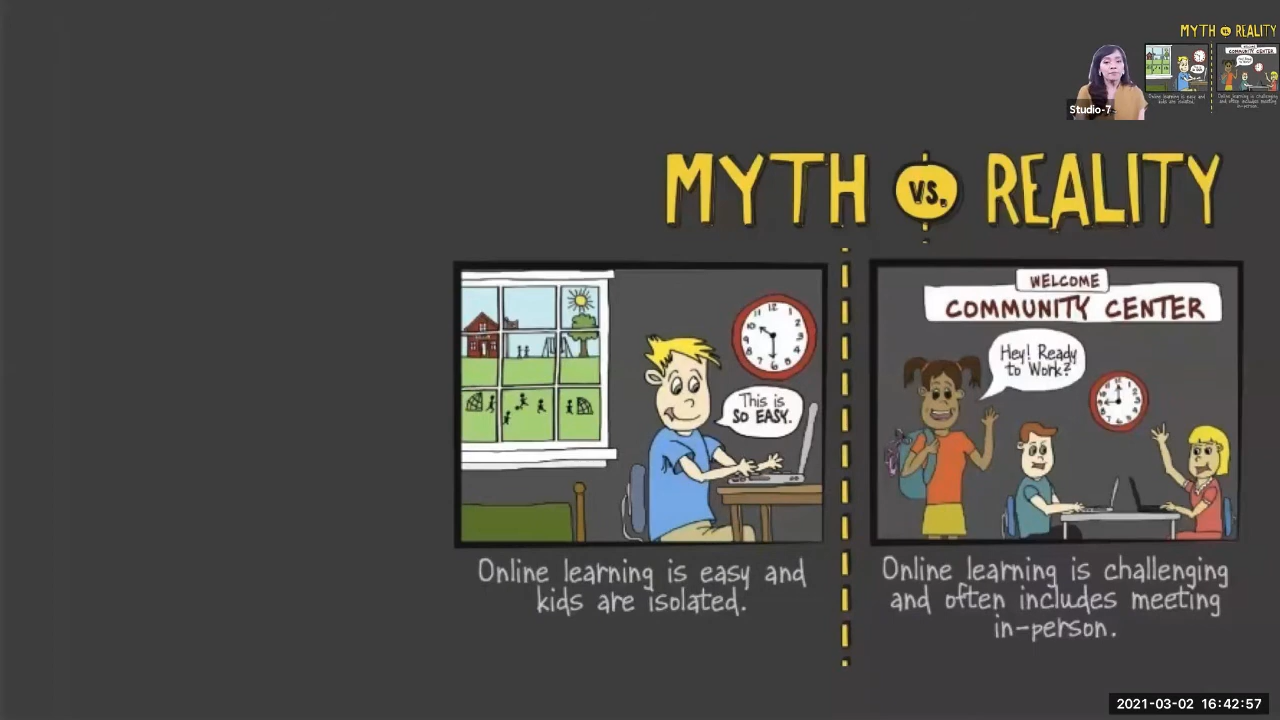 MYTH VS. REALITY
Studio-7
MYTH VS. REALITY
WELCOME
COMMUNITY CENTER
Hey! Ready
to Work?
This is
SO EASY.
Online learning is easy and
kids are isolated.
Online learning is challenging
and often includes meeting
in-person.
2021-03-02 16:42:57